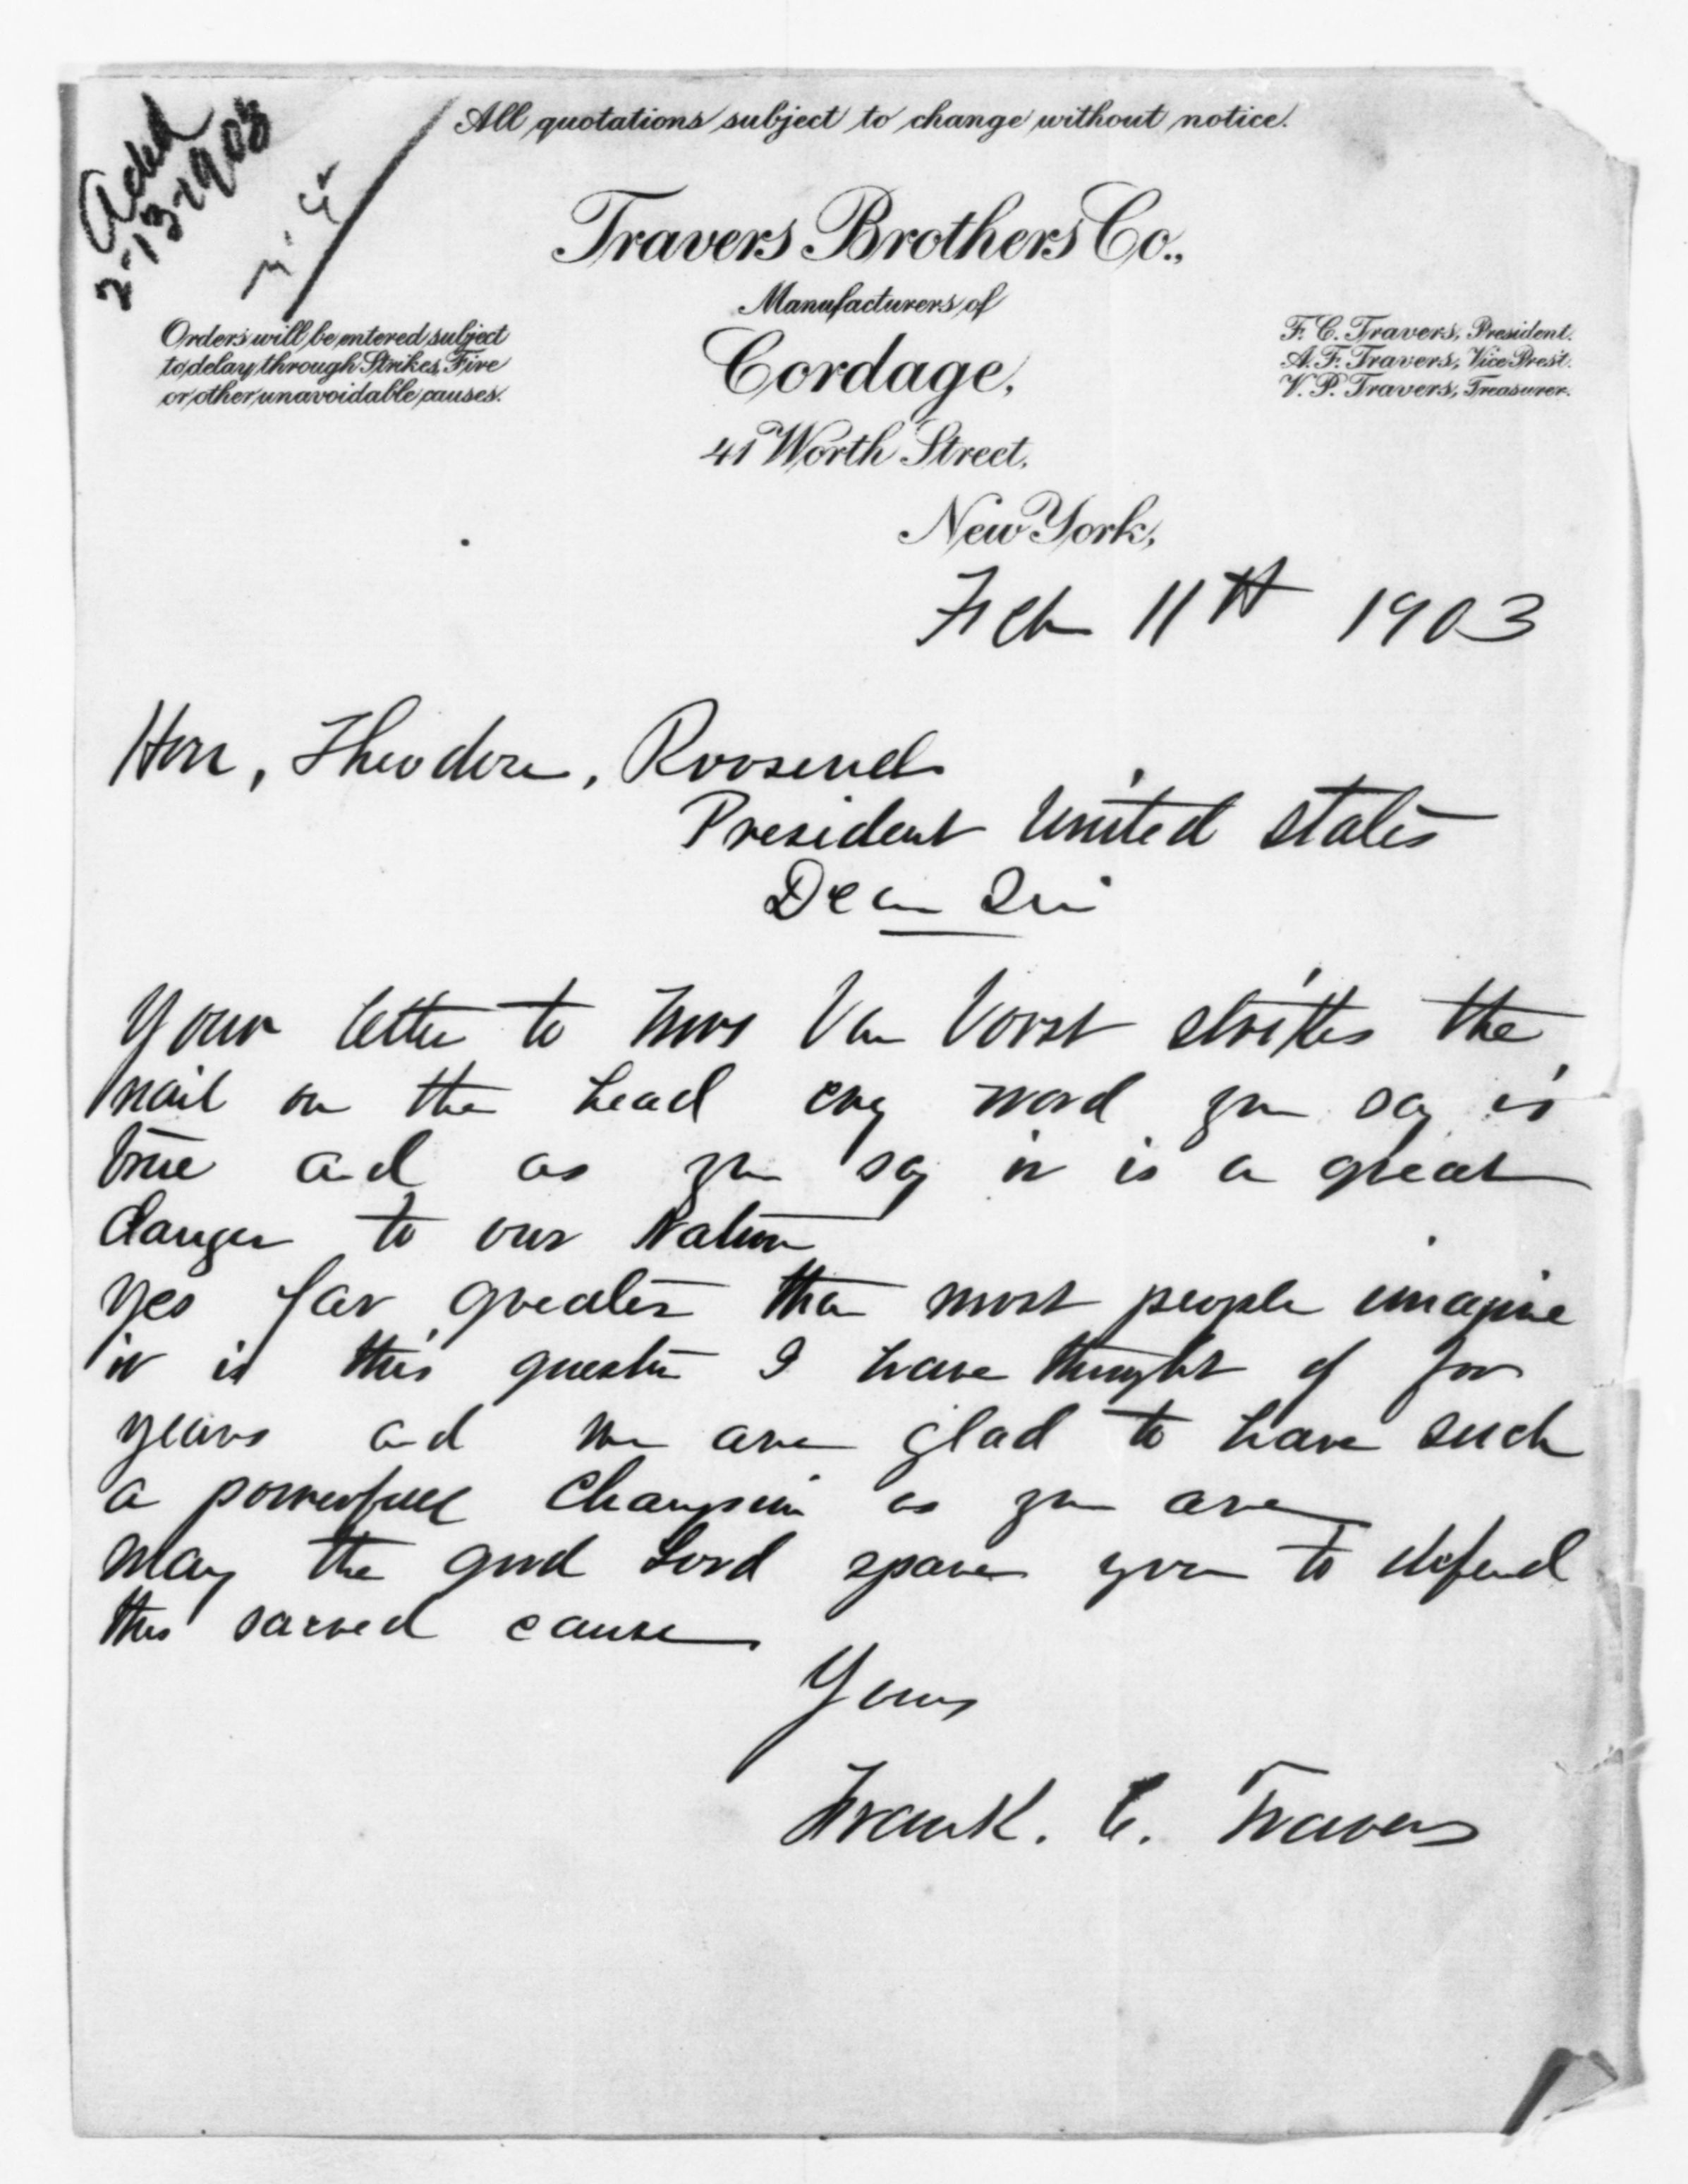 Ackd
2-13-1903
All quotations subject to change without notice.
Travers Brothers Co.,
Manufacturers of
Cordage,
41 Worth Street,
New York,
Orders will be entered subject
to delay through Strikes, Fire
or other unavoidable causes.
F. C. Travers, President.
A. F. Travers, Vice Prest.
V. P. Travers, Treasurer.
Feb 11th 1903
Hon, Theodore, Roosevelt
President United States
Dear Sir
Your letter to Mrs Van Vorst strikes the
nail on the head evry word you say is
true and as you say it is a great
danger to our Nation
yes far greater than most people imagine
it is this question I have thought of for
years and we are glad to have such
a powerfull Champion as you are
may the good Lord spare you to defend
this sacred cause
Yours
Frank. C. Travers